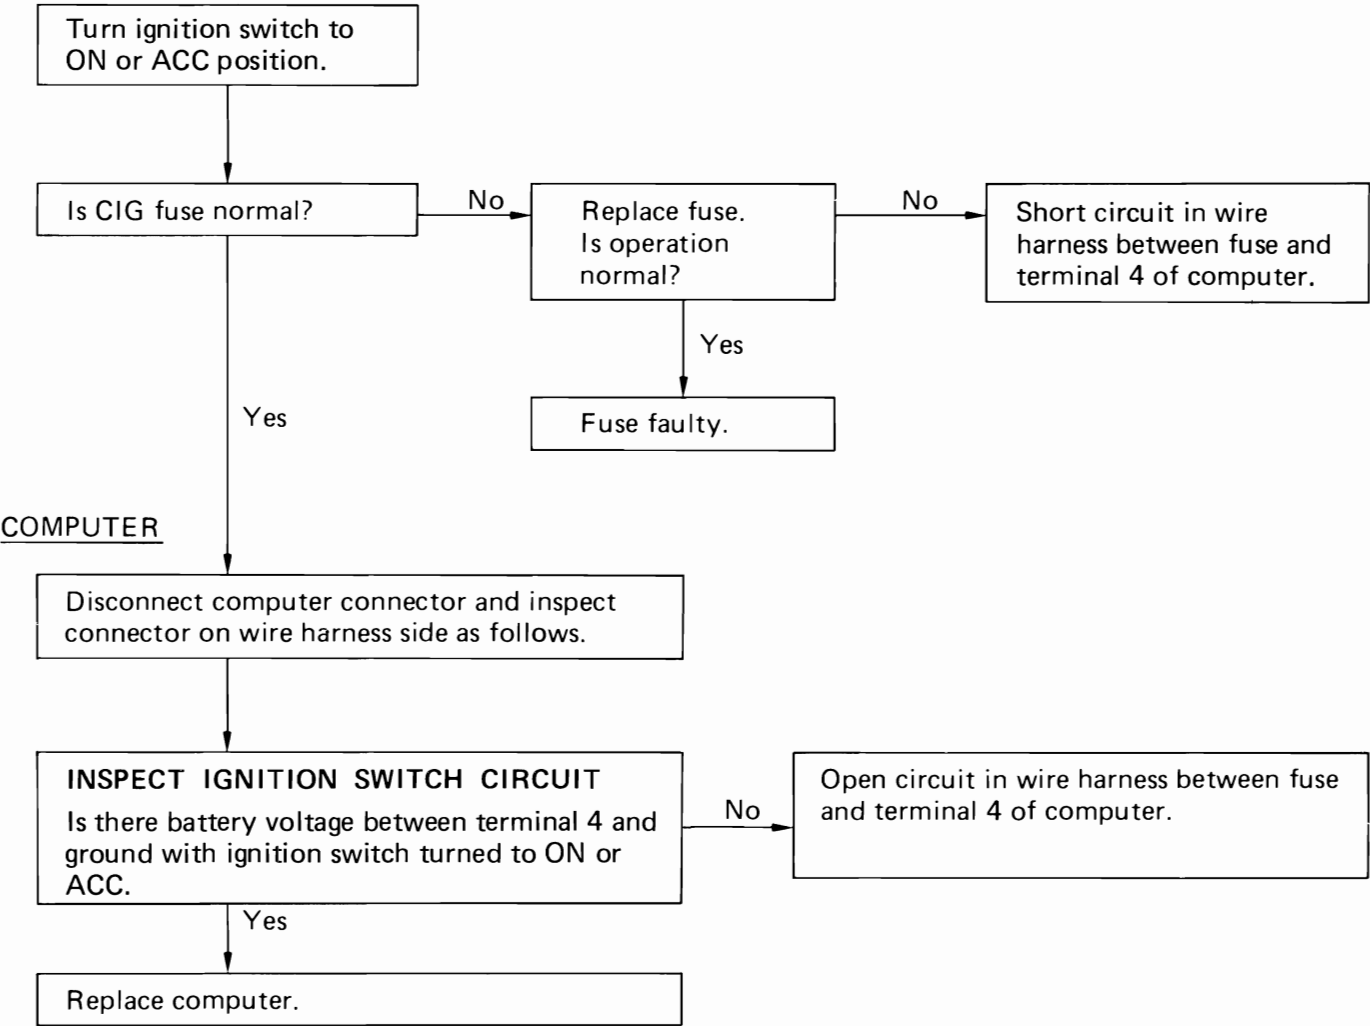 Turn ignition switch to
ON or ACC position.
Is CIG fuse normal?
No
Replace fuse.
Is operation
normal?
No
Short circuit in wire
harness between fuse and
terminal 4 of computer.
Yes
Fuse faulty.
Yes
COMPUTER
Disconnect computer connector and inspect
connector on wire harness side as follows.
INSPECT IGNITION SWITCH CIRCUIT
Is there battery voltage between terminal 4 and
ground with ignition switch turned to ON or
ACC.
No
Open circuit in wire harness between fuse
and terminal 4 of computer.
Yes
Replace computer.